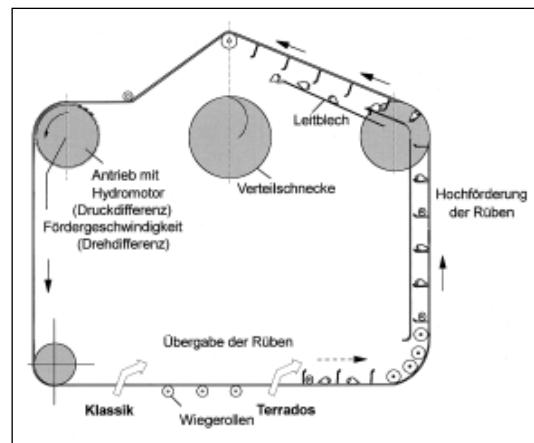 Leitblech
Verteilschnecke
Antrieb mit
Hydromotor
(Druckdifferenz)
Fördergeschwindigkeit
(Drehdifferenz)
Hochförderung
der Rüben
Übergabe der Rüben
Klassik
Wiegerollen
Terrados